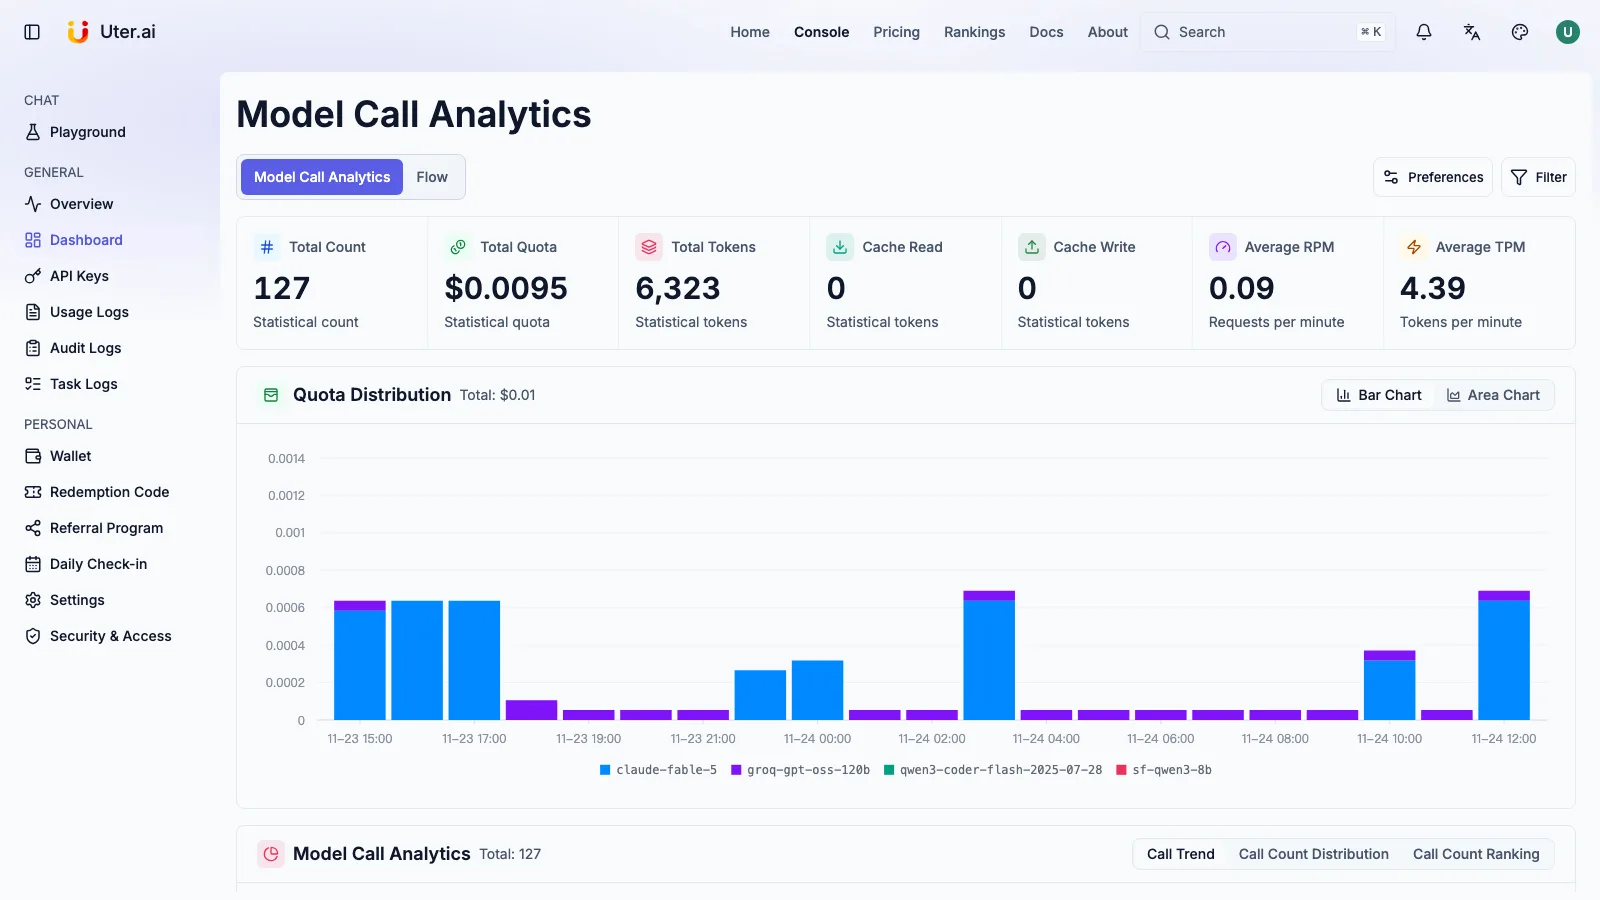 Uter.ai
Home
Console
Pricing
Rankings
Docs
About
Search
⌘ K
U
CHAT
Playground
GENERAL
Overview
Dashboard
API Keys
Usage Logs
Audit Logs
Task Logs
PERSONAL
Wallet
Redemption Code
Referral Program
Daily Check-in
Settings
Security & Access
Model Call Analytics
Model Call Analytics
Flow
Preferences
Filter
Total Count
127
Statistical count
Total Quota
$0.0095
Statistical quota
Total Tokens
6,323
Statistical tokens
Cache Read
0
Statistical tokens
Cache Write
0
Statistical tokens
Average RPM
0.09
Requests per minute
Average TPM
4.39
Tokens per minute
Quota Distribution Total: $0.01
Bar Chart
Area Chart
0.0014
0.0012
0.001
0.0008
0.0006
0.0004
0.0002
0
11-23 15:00
11-23 17:00
11-23 19:00
11-23 21:00
11-24 00:00
11-24 02:00
11-24 04:00
11-24 06:00
11-24 08:00
11-24 10:00
11-24 12:00
claude-fable-5
groq-gpt-oss-120b
qwen3-coder-flash-2025-07-28
sf-qwen3-8b
Model Call Analytics Total: 127
Call Trend
Call Count Distribution
Call Count Ranking